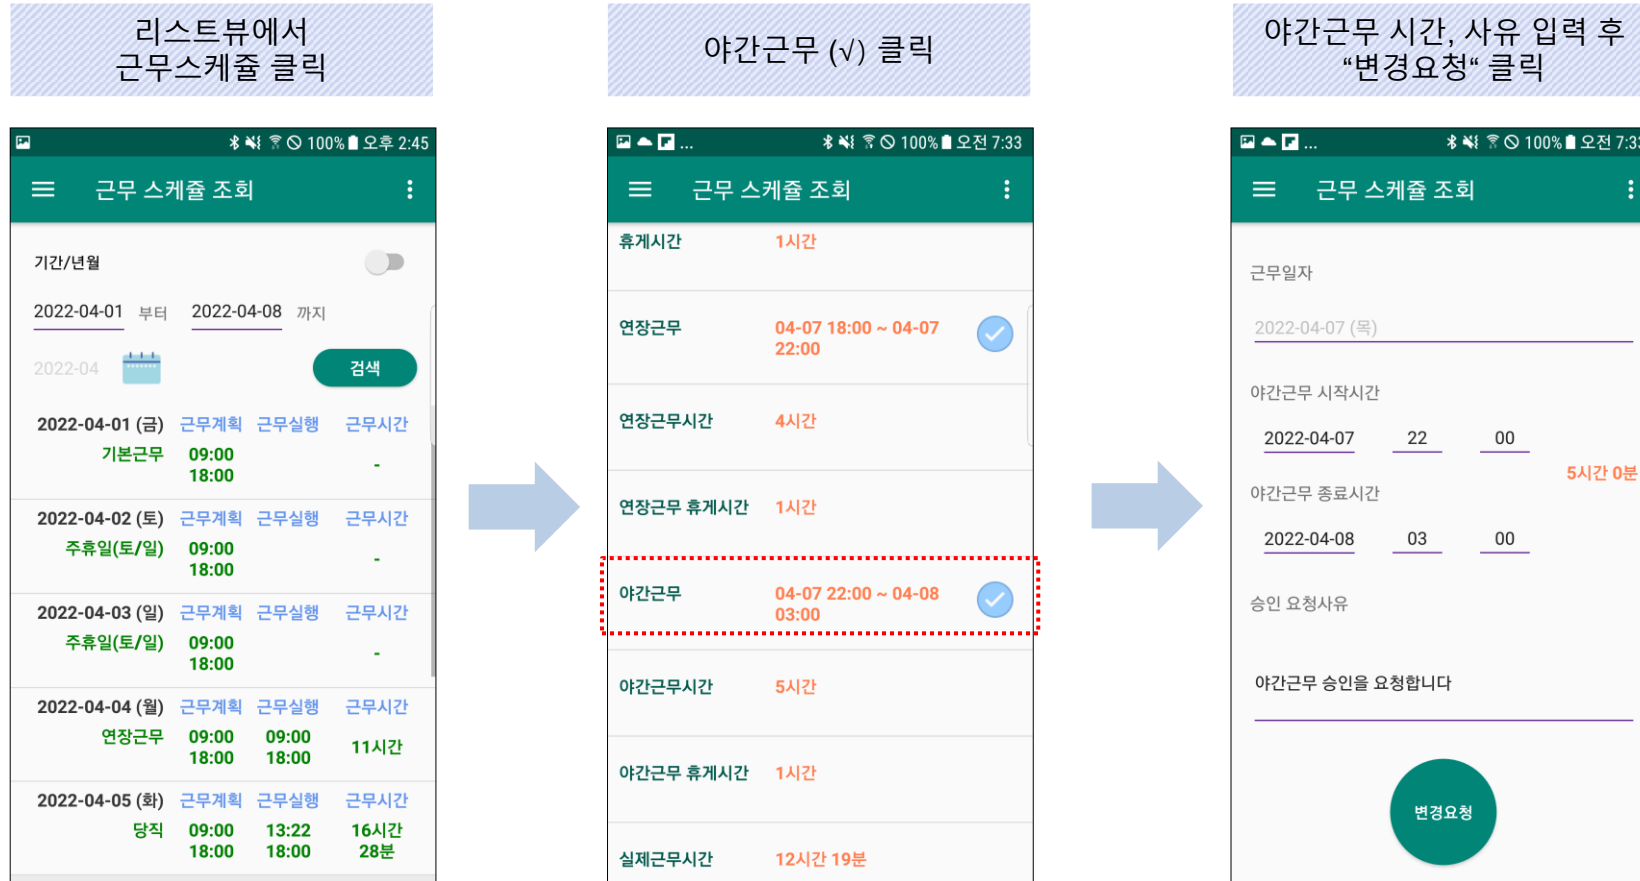 리스트뷰에서
근무스케쥴 클릭
야간근무 (√) 클릭
야간근무 시간, 사유 입력 후
“변경요청“ 클릭
100% 오후 2:45
근무 스케쥴 조회
기간/년월
2022-04-01 부터 2022-04-08 까지
2022-04 검색
2022-04-01 (금) 근무계획 근무실행 근무시간
기본근무 09:00 -
18:00
2022-04-02 (토) 근무계획 근무실행 근무시간
주휴일(토/일) 09:00 -
18:00
2022-04-03 (일) 근무계획 근무실행 근무시간
주휴일(토/일) 09:00 -
18:00
2022-04-04 (월) 근무계획 근무실행 근무시간
연장근무 09:00 09:00 11시간
18:00 18:00
2022-04-05 (화) 근무계획 근무실행 근무시간
당직 09:00 13:22 16시간
18:00 18:00 28분
... 100% 오전 7:33
근무 스케쥴 조회
휴게시간 1시간
연장근무 04-07 18:00 ~ 04-07
22:00
연장근무시간 4시간
연장근무 휴게시간 1시간
야간근무 04-07 22:00 ~ 04-08
03:00
야간근무시간 5시간
야간근무 휴게시간 1시간
실제근무시간 12시간 19분
... 100% 오전 7:33
근무 스케쥴 조회
근무일자
2022-04-07 (목)
야간근무 시작시간
2022-04-07 22 00
5시간 0분
야간근무 종료시간
2022-04-08 03 00
승인 요청사유
야간근무 승인을 요청합니다
변경요청